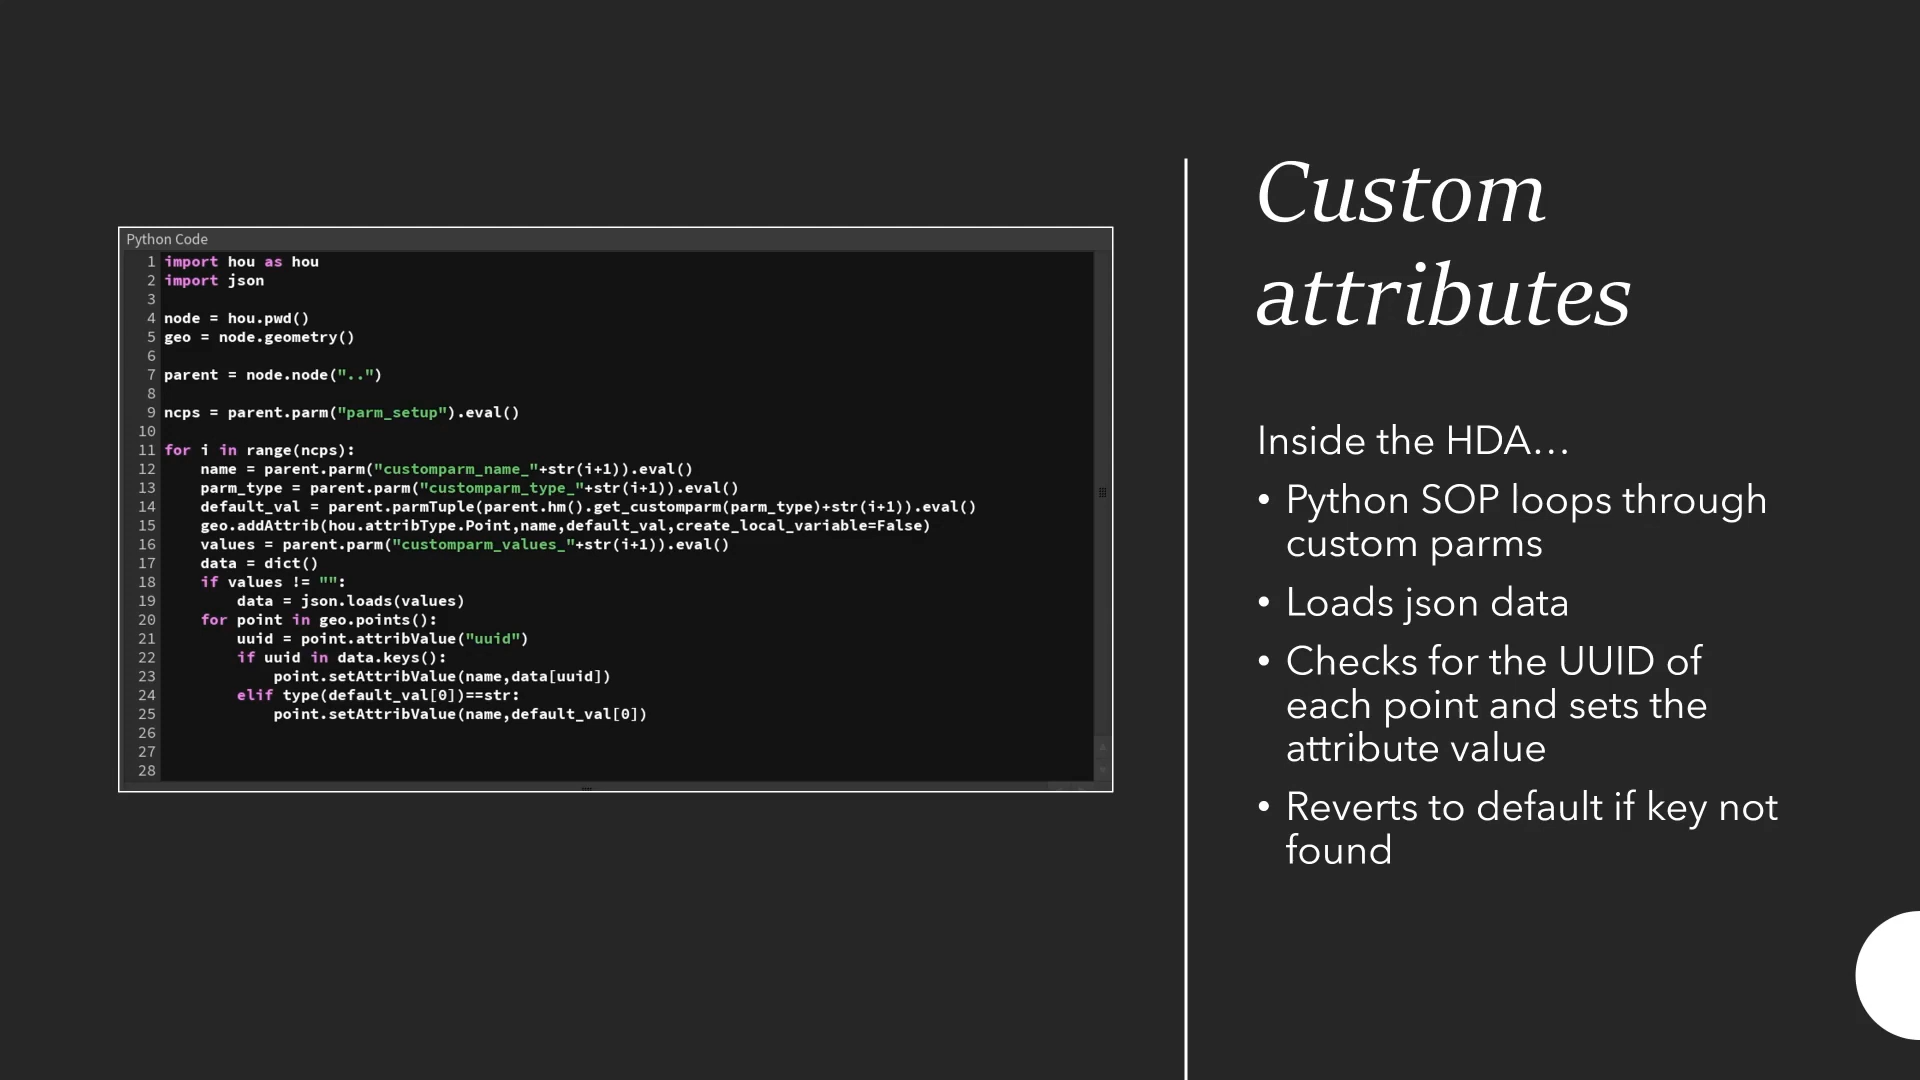 Python Code
1 import hou as hou
2 import json
3
4 node = hou.pwd()
5 geo = node.geometry()
6
7 parent = node.node("..")
8
9 ncps = parent.parm("parm_setup").eval()
10
11 for i in range(ncps):
12     name = parent.parm("customparm_name_"+str(i+1)).eval()
13     parm_type = parent.parm("customparm_type_"+str(i+1)).eval()
14     default_val = parent.parmTuple(parent.hm().get_customparm(parm_type)+str(i+1)).eval()
15     geo.addAttrib(hou.attribType.Point,name,default_val,create_local_variable=False)
16     values = parent.parm("customparm_values_"+str(i+1)).eval()
17     data = dict()
18     if values != "":
19         data = json.loads(values)
20     for point in geo.points():
21         uuid = point.attribValue("uuid")
22         if uuid in data.keys():
23             point.setAttribValue(name,data[uuid])
24         elif type(default_val[0])==str:
25             point.setAttribValue(name,default_val[0])
26
27
28
Custom
attributes
Inside the HDA…
• Python SOP loops through
custom parms
• Loads json data
• Checks for the UUID of
each point and sets the
attribute value
• Reverts to default if key not
found